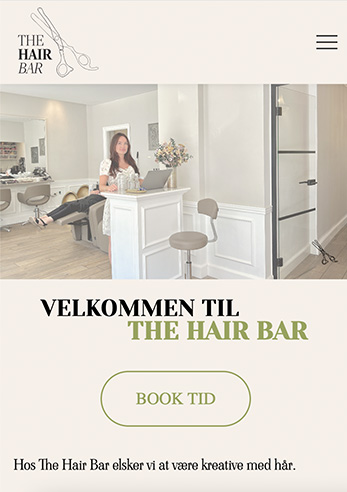 THE
HAIR
BAR
VELKOMMEN TIL
THE HAIR BAR
BOOK TID
Hos The Hair Bar elsker vi at være kreative med hår.